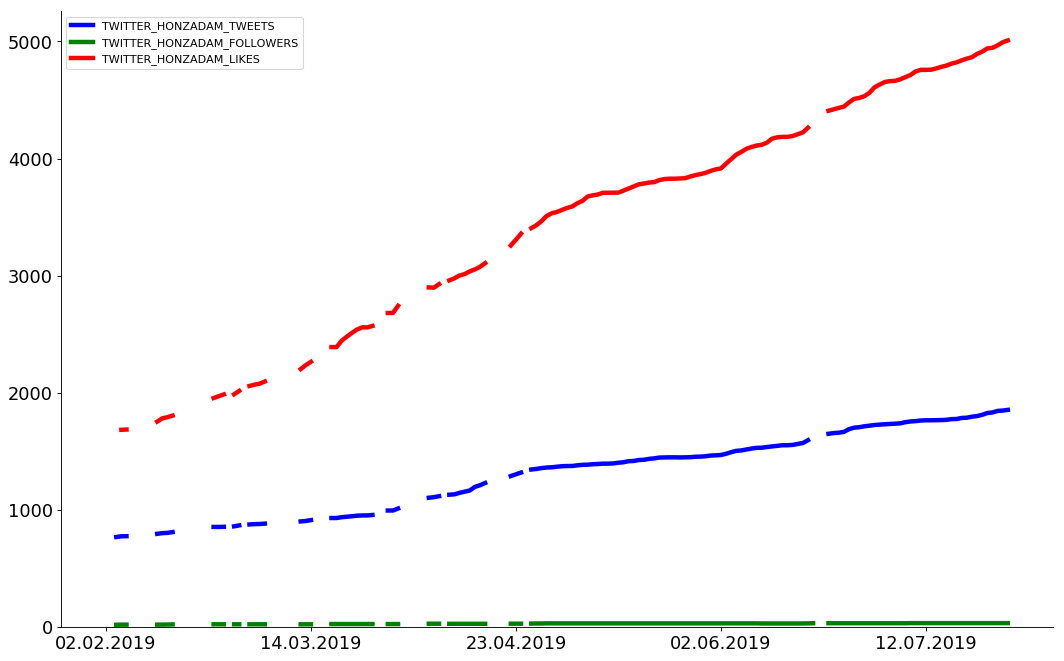 TWITTER_HONZADAM_TWEETS
TWITTER_HONZADAM_FOLLOWERS
TWITTER_HONZADAM_LIKES
5000
4000
3000
2000
1000
0
02.02.2019 14.03.2019 23.04.2019 02.06.2019 12.07.2019